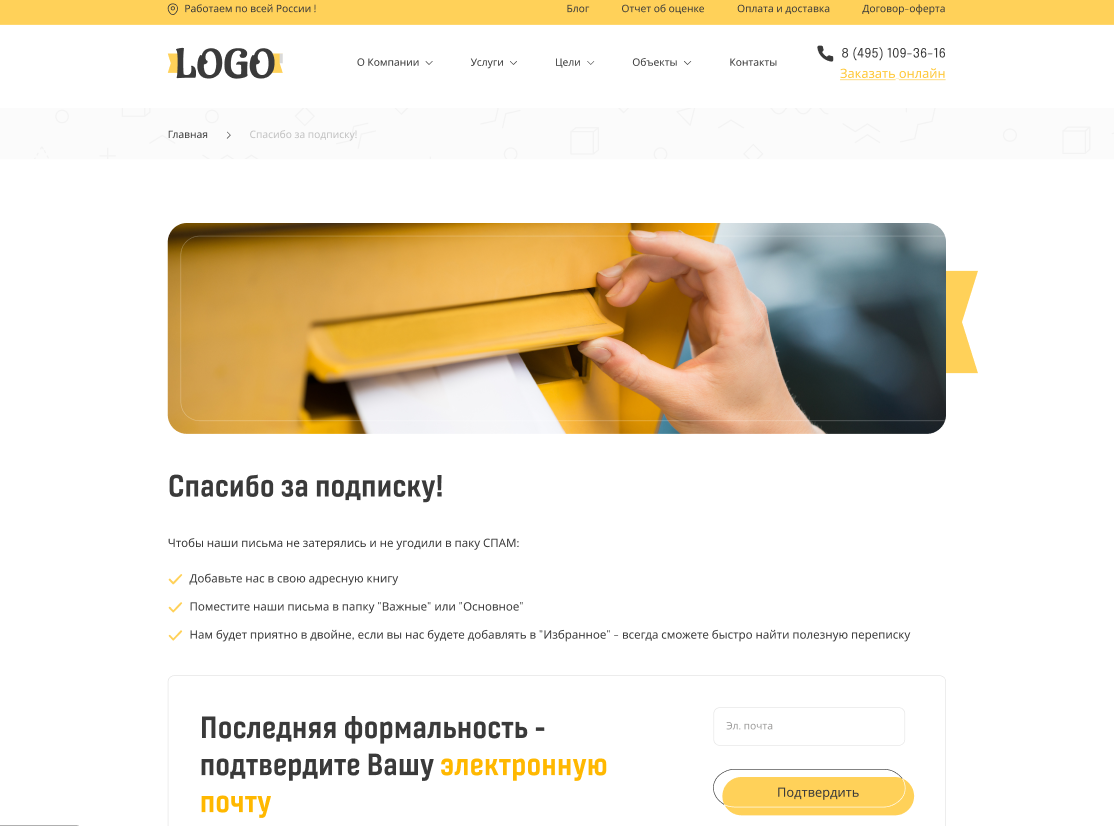 Работаем по всей России !
Блог
Отчет об оценке
Оплата и доставка
Договор-оферта
LOGO
О Компании
Услуги
Цели
Объекты
Контакты
8 (495) 109-36-16
Заказать онлайн
Главная
Спасибо за подписку!
Спасибо за подписку!
Чтобы наши письма не затерялись и не угодили в паку СПАМ:
Добавьте нас в свою адресную книгу
Поместите наши письма в папку "Важные" или "Основное"
Нам будет приятно в двойне, если вы нас будете добавлять в "Избранное" - всегда сможете быстро найти полезную переписку
Последняя формальность -
подтвердите Вашу электронную
почту
Эл. почта
Подтвердить